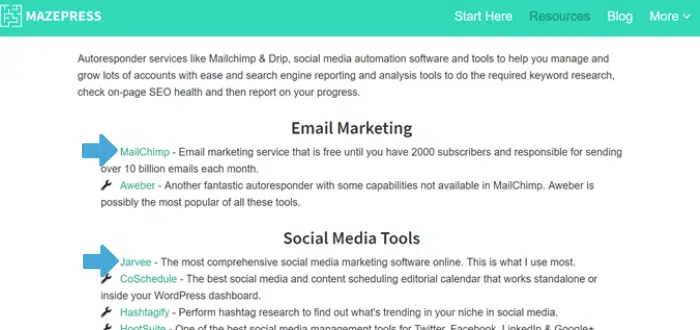 MAZEPRESS
Start Here Resources Blog More
Autoresponder services like Mailchimp & Drip, social media automation software and tools to help you manage and
grow lots of accounts with ease and search engine reporting and analysis tools to do the required keyword research,
check on-page SEO health and then report on your progress.
Email Marketing
MailChimp - Email marketing service that is free until you have 2000 subscribers and responsible for sending
over 10 billion emails each month.
Aweber - Another fantastic autoresponder with some capabilities not available in MailChimp. Aweber is
possibly the most popular of all these tools.
Social Media Tools
Jarvee - The most comprehensive social media marketing software online. This is what I use most.
CoSchedule - The best social media and content scheduling editorial calendar that works standalone or
inside your WordPress dashboard.
Hashtagify - Perform hashtag research to find out what's trending in your niche in social media.
HootSuite - One of the best social media management tools for Twitter, Facebook, LinkedIn & Google+